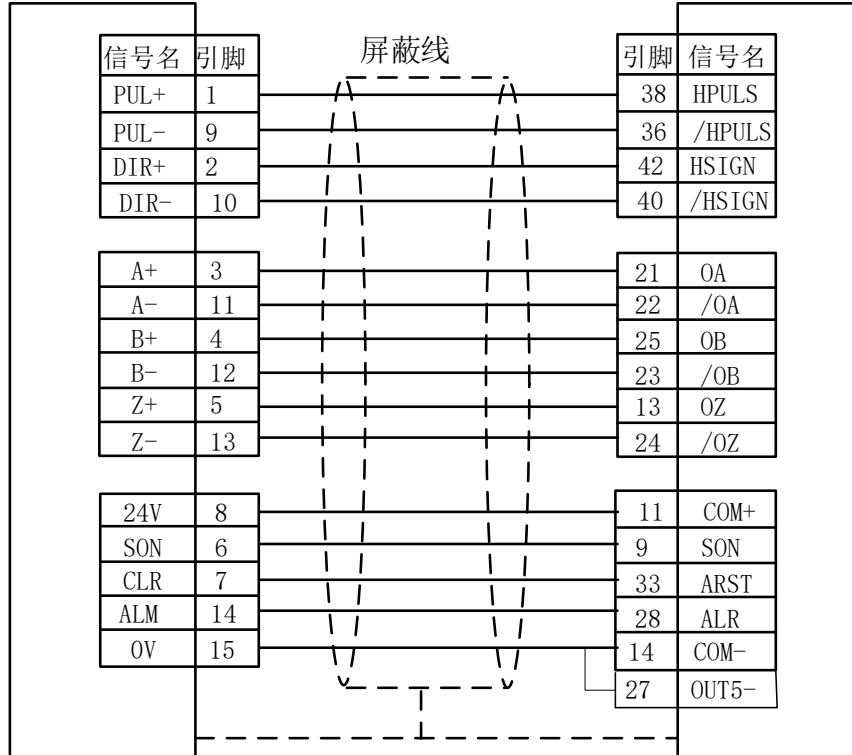 屏蔽线
信号名 引脚 引脚 信号名
PUL+ 1 38 HPULS
PUL- 9 36 /HPULS
DIR+ 2 42 HSIGN
DIR- 10 40 /HSIGN
A+ 3 21 OA
A- 11 22 /OA
B+ 4 25 OB
B- 12 23 /OB
Z+ 5 13 OZ
Z- 13 24 /OZ
24V 8 11 COM+
SON 6 9 SON
CLR 7 33 ARST
ALM 14 28 ALR
0V 15 14 COM-
27 OUT5-